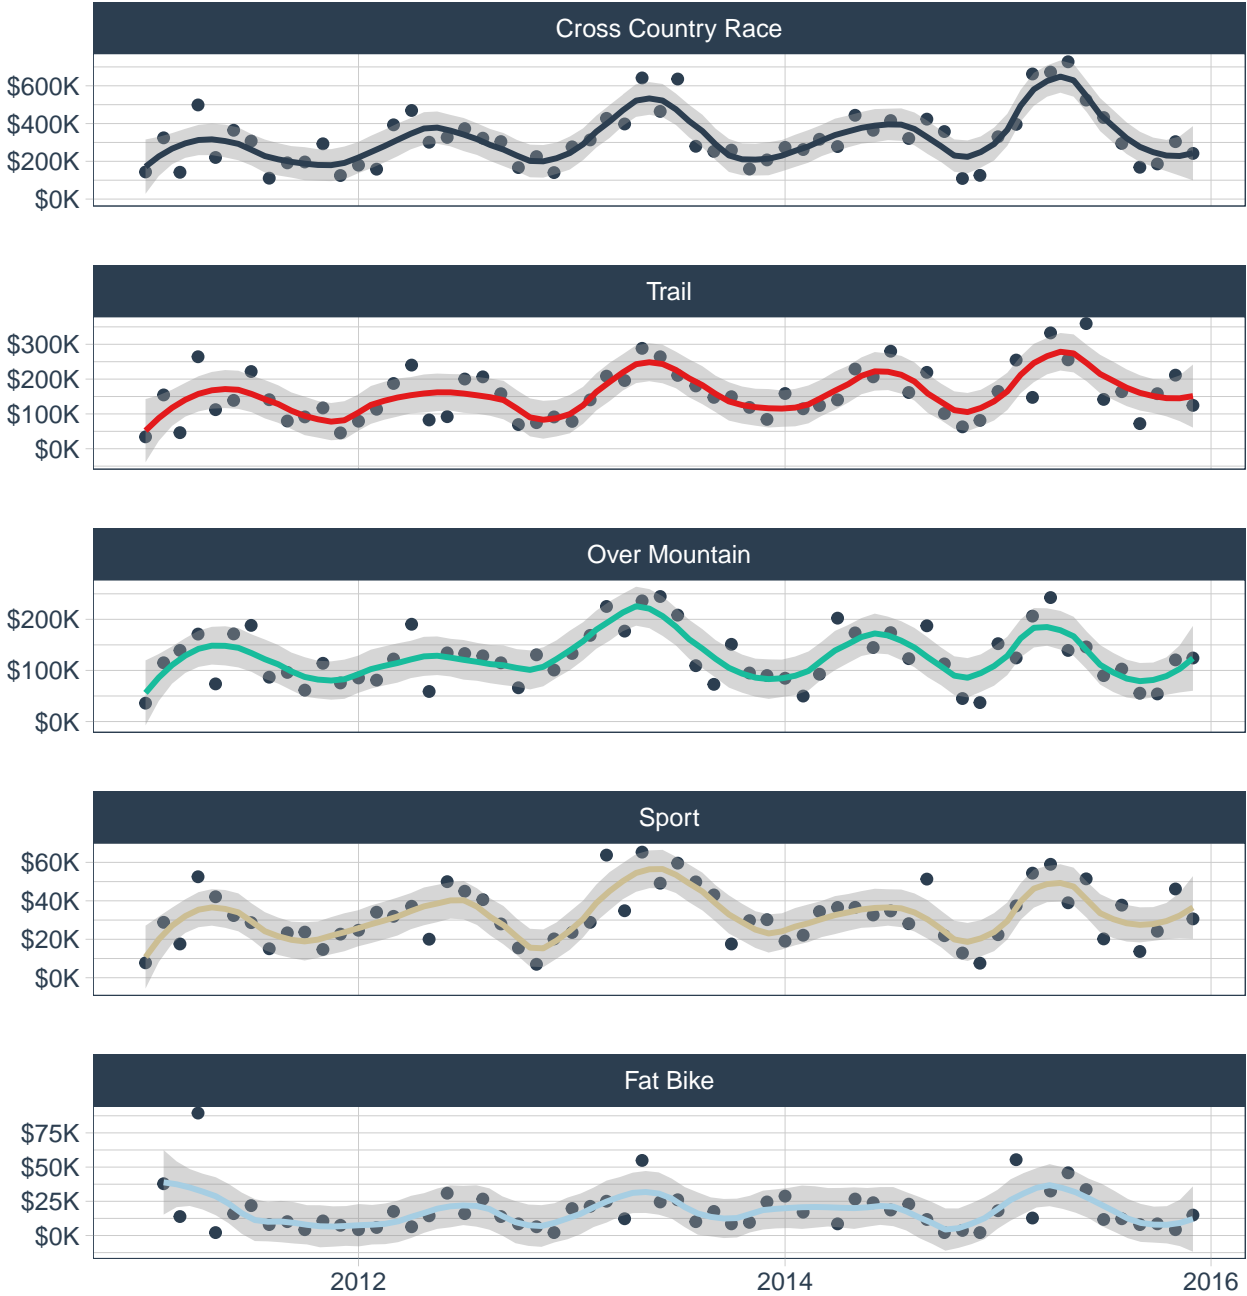 Cross Country Race
$600K
$400K
$200K
$0K
Trail
$300K
$200K
$100K
$0K
Over Mountain
$200K
$100K
$0K
Sport
$60K
$40K
$20K
$0K
Fat Bike
$75K
$50K
$25K
$0K
2012 2014 2016